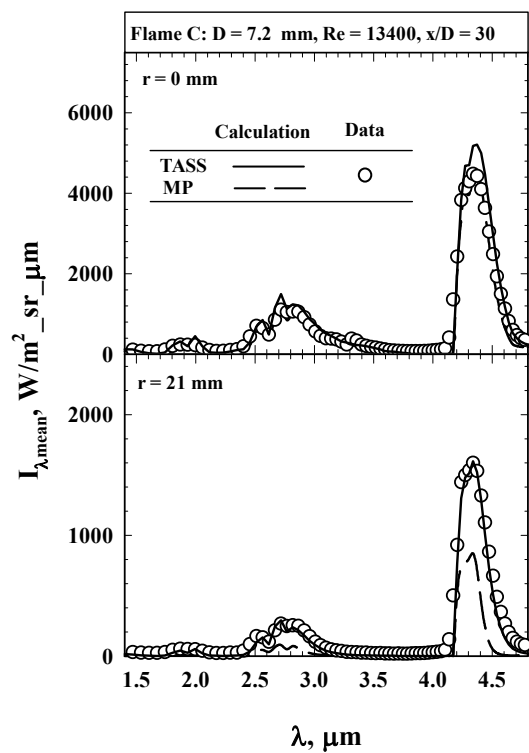 Flame C: D = 7.2 mm, Re = 13400, x/D = 30
r = 0 mm
Calculation Data
TASS
MP
6000
4000
2000
0
r = 21 mm
2000
1000
0
I_λmean, W/m²_sr_μm
1.5 2.0 2.5 3.0 3.5 4.0 4.5
λ, μm